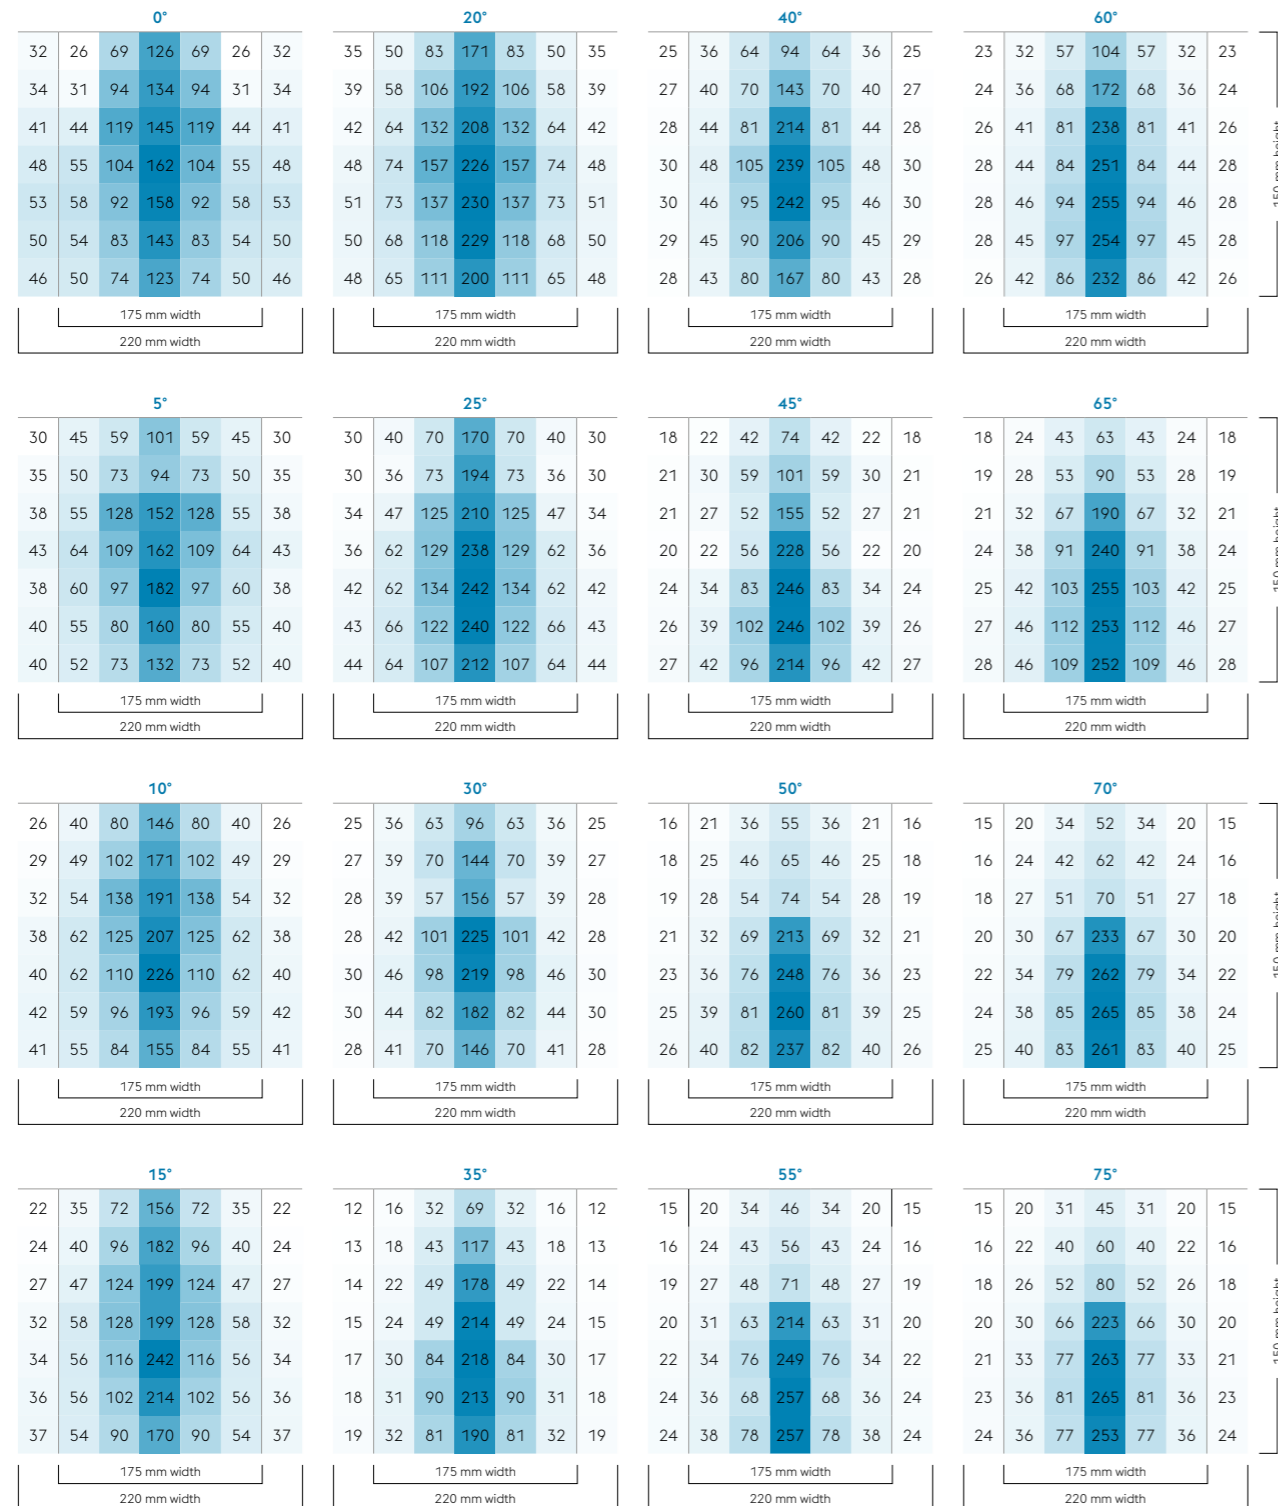 0° 20° 40° 60°
32 26 69 126 69 26 32 35 50 83 171 83 50 35 25 36 64 94 64 36 25 23 32 57 104 57 32 23
34 31 94 134 94 31 34 39 58 106 192 106 58 39 27 40 70 143 70 40 27 24 36 68 172 68 36 24
41 44 119 145 119 44 41 42 64 132 208 132 64 42 28 44 81 214 81 44 28 26 41 81 238 81 41 26
48 55 104 162 104 55 48 48 74 157 226 157 74 48 30 48 105 239 105 48 30 28 44 84 251 84 44 28
53 58 92 158 92 58 53 51 73 137 230 137 73 51 30 46 95 242 95 46 30 28 46 94 255 94 46 28
50 54 83 143 83 54 50 50 68 118 229 118 68 50 29 45 90 206 90 45 29 28 45 97 254 97 45 28
46 50 74 123 74 50 46 48 65 111 200 111 65 48 28 43 80 167 80 43 28 26 42 86 232 86 42 26
150 mm height
175 mm width 175 mm width 175 mm width 175 mm width
220 mm width 220 mm width 220 mm width 220 mm width
5° 25° 45° 65°
30 45 59 101 59 45 30 30 40 70 170 70 40 30 18 22 42 74 42 22 18 18 24 43 63 43 24 18
35 50 73 94 73 50 35 30 36 73 194 73 36 30 21 30 59 101 59 30 21 19 28 53 90 53 28 19
38 55 128 152 128 55 38 34 47 125 210 125 47 34 21 27 52 155 52 27 21 21 32 67 190 67 32 21
43 64 109 162 109 64 43 36 62 129 238 129 62 36 20 22 56 228 56 22 20 24 38 91 240 91 38 24
38 60 97 182 97 60 38 42 62 134 242 134 62 42 24 34 83 246 83 34 24 25 42 103 255 103 42 25
40 55 80 160 80 55 40 43 66 122 240 122 66 43 26 39 102 246 102 39 26 27 46 112 253 112 46 27
40 52 73 132 73 52 40 44 64 107 212 107 64 44 27 42 96 214 96 42 27 28 46 109 252 109 46 28
150 mm height
175 mm width 175 mm width 175 mm width 175 mm width
220 mm width 220 mm width 220 mm width 220 mm width
10° 30° 50° 70°
26 40 80 146 80 40 26 25 36 63 96 63 36 25 16 21 36 55 36 21 16 15 20 34 52 34 20 15
29 49 102 171 102 49 29 27 39 70 144 70 39 27 18 25 46 65 46 25 18 16 24 42 62 42 24 16
32 54 138 191 138 54 32 28 39 57 156 57 39 28 19 28 54 74 54 28 19 18 27 51 70 51 27 18
38 62 125 207 125 62 38 28 42 101 225 101 42 28 21 32 69 213 69 32 21 20 30 67 233 67 30 20
40 62 110 226 110 62 40 30 46 98 219 98 46 30 23 36 76 248 76 36 23 22 34 79 262 79 34 22
42 59 96 193 96 59 42 30 44 82 182 82 44 30 25 39 81 260 81 39 25 24 38 85 265 85 38 24
41 55 84 155 84 55 41 28 41 70 146 70 41 28 26 40 82 237 82 40 26 25 40 83 261 83 40 25
150 mm height
175 mm width 175 mm width 175 mm width 175 mm width
220 mm width 220 mm width 220 mm width 220 mm width
15° 35° 55° 75°
22 35 72 156 72 35 22 12 16 32 69 32 16 12 15 20 34 46 34 20 15 15 20 31 45 31 20 15
24 40 96 182 96 40 24 13 18 43 117 43 18 13 16 24 43 56 43 24 16 16 22 40 60 40 22 16
27 47 124 199 124 47 27 14 22 49 178 49 22 14 19 27 48 71 48 27 19 18 26 52 80 52 26 18
32 58 128 199 128 58 32 15 24 49 214 49 24 15 20 31 63 214 63 31 20 20 30 66 223 66 30 20
34 56 116 242 116 56 34 17 30 84 218 84 30 17 22 34 76 249 76 34 22 21 33 77 263 77 33 21
36 56 102 214 102 56 36 18 31 90 213 90 31 18 24 36 68 257 68 36 24 23 36 81 265 81 36 23
37 54 90 170 90 54 37 19 32 81 190 81 32 19 24 38 78 257 78 38 24 24 36 77 253 77 36 24
150 mm height
175 mm width 175 mm width 175 mm width 175 mm width
220 mm width 220 mm width 220 mm width 220 mm width